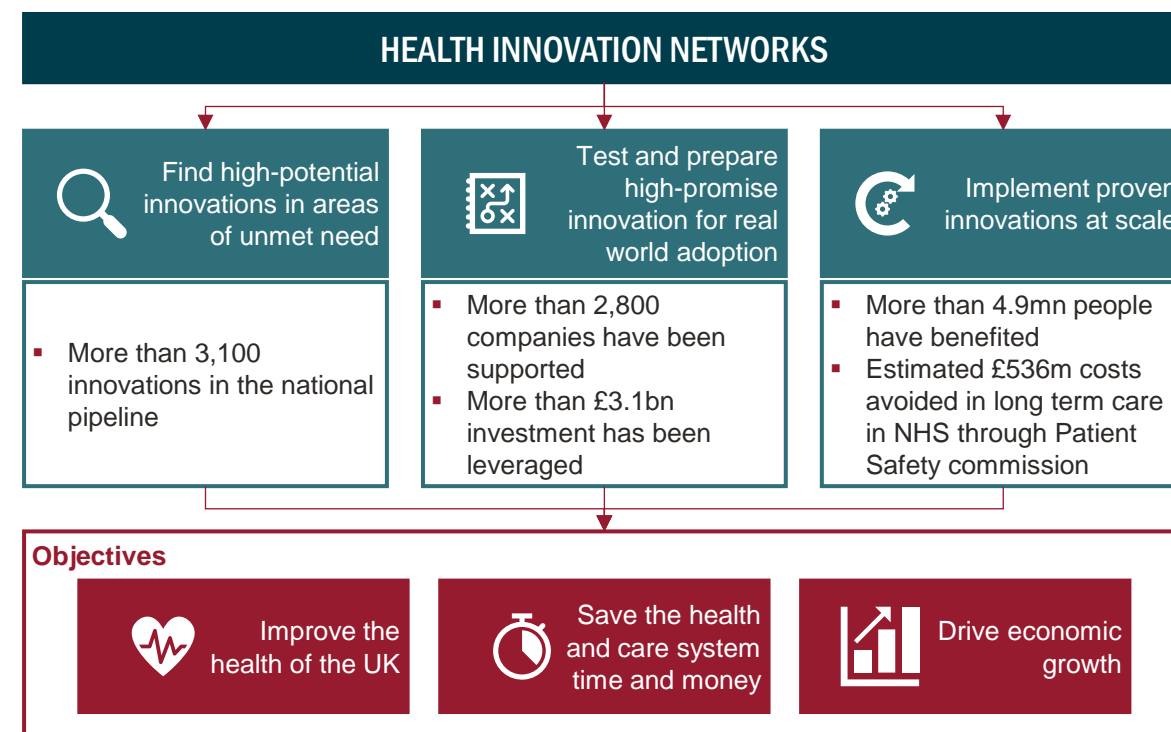 HEALTH INNOVATION NETWORKS
Find high-potential
innovations in areas
of unmet need
Test and prepare
high-promise
innovation for real
world adoption
Implement proven
innovations at scale
▪ More than 3,100
innovations in the national
pipeline
▪ More than 2,800
companies have been
supported
▪ More than £3.1bn
investment has been
leveraged
▪ More than 4.9mn people
have benefited
▪ Estimated £536m costs
avoided in long term care
in NHS through Patient
Safety commission
Objectives
Improve the
health of the UK
Save the health
and care system
time and money
Drive economic
growth